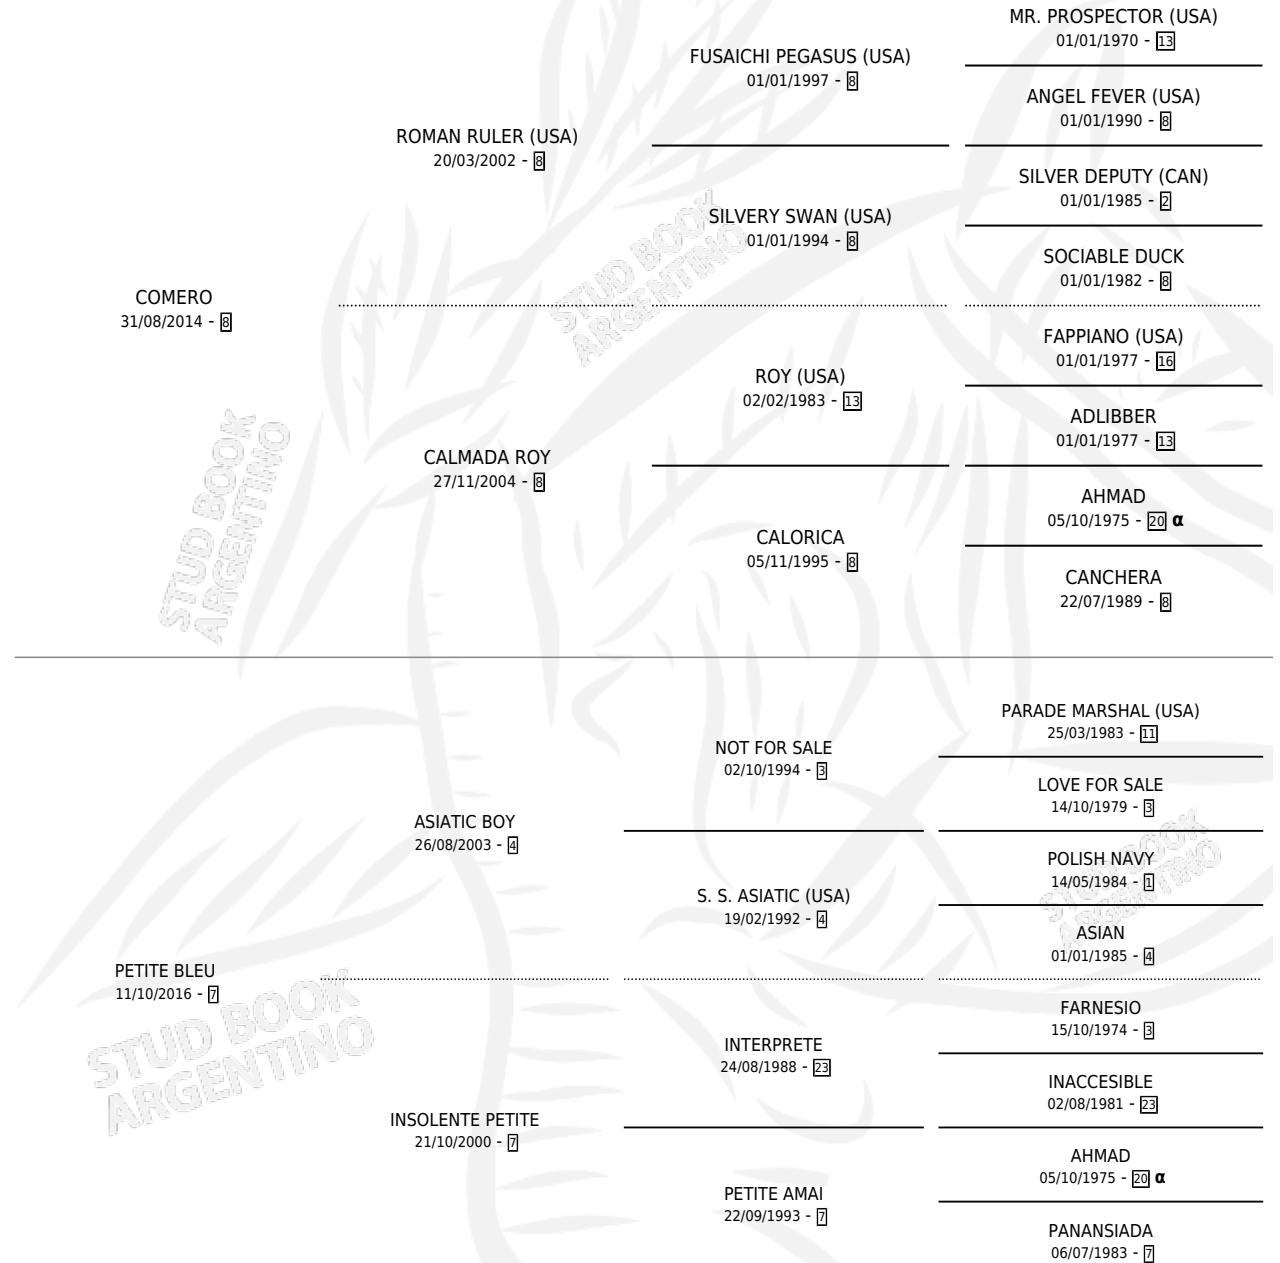 MR. PROSPECTOR (USA)
01/01/1970 - 13
FUSAICHI PEGASUS (USA)
01/01/1997 - 8
ANGEL FEVER (USA)
01/01/1990 - 8
ROMAN RULER (USA)
20/03/2002 - 8
SILVER DEPUTY (CAN)
01/01/1985 - 2
SILVERY SWAN (USA)
01/01/1994 - 8
SOCIABLE DUCK
01/01/1982 - 8
COMERO
31/08/2014 - 8
FAPPIANO (USA)
01/01/1977 - 16
ROY (USA)
02/02/1983 - 13
ADLIBBER
01/01/1977 - 13
CALMADA ROY
27/11/2004 - 8
AHMAD
05/10/1975 - 20 α
CALORICA
05/11/1995 - 8
CANCHERA
22/07/1989 - 8
PARADE MARSHAL (USA)
25/03/1983 - 11
NOT FOR SALE
02/10/1994 - 3
LOVE FOR SALE
14/10/1979 - 3
ASIATIC BOY
26/08/2003 - 4
POLISH NAVY
14/05/1984 - 1
S. S. ASIATIC (USA)
19/02/1992 - 4
ASIAN
01/01/1985 - 4
PETITE BLEU
11/10/2016 - 7
FARNESIO
15/10/1974 - 3
INTERPRETE
24/08/1988 - 23
INACCESIBLE
02/08/1981 - 23
INSOLENTE PETITE
21/10/2000 - 7
AHMAD
05/10/1975 - 20 α
PETITE AMAI
22/09/1993 - 7
PANANSIADA
06/07/1983 - 7
STUD BOOK
ARGENTINO
STUD BOOK
ARGENTINO
STUD BOOK
ARGENTINO
STUD BOOK
ARGENTINO